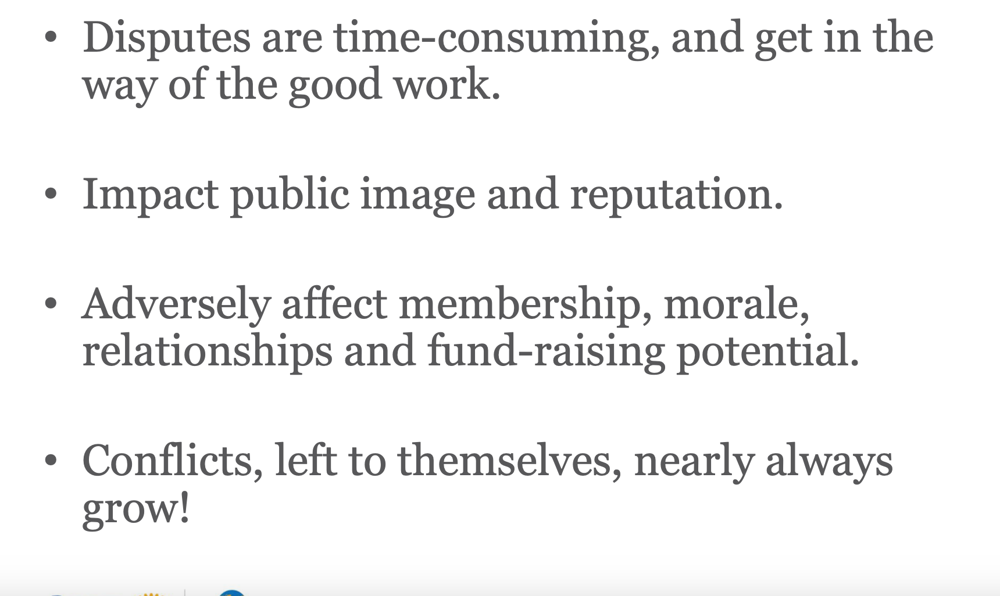 • Disputes are time-consuming, and get in the
way of the good work.
• Impact public image and reputation.
• Adversely affect membership, morale,
relationships and fund-raising potential.
• Conflicts, left to themselves, nearly always
grow!